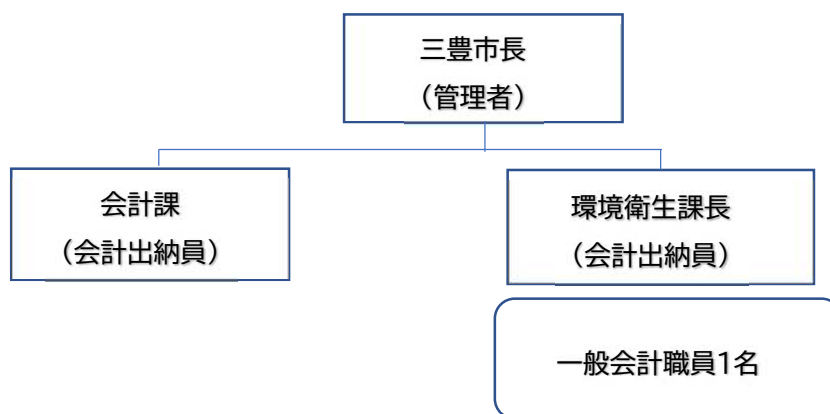 三豊市長
（管理者）
会計課
（会計出納員）
環境衛生課長
（会計出納員）
一般会計職員1名